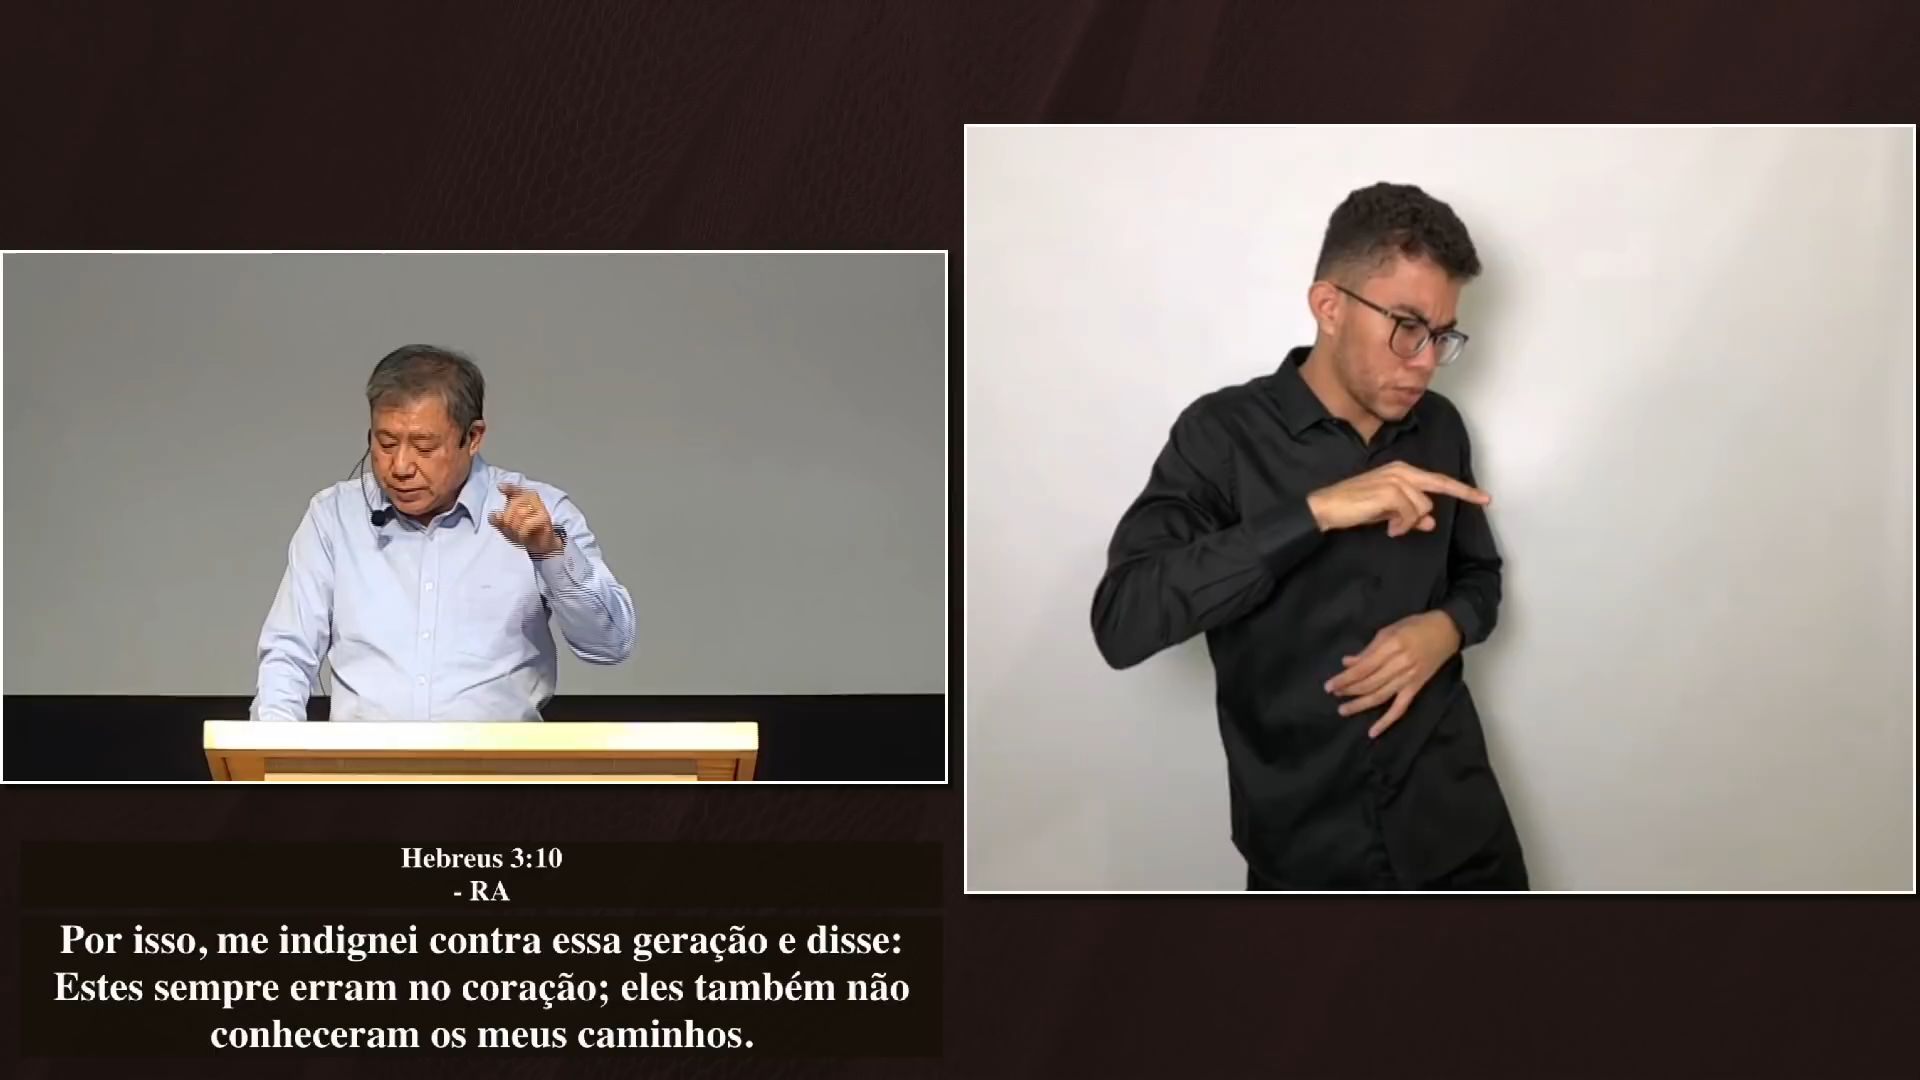 Hebreus 3:10
- RA
Por isso, me indignei contra essa geração e disse:
Estes sempre erram no coração; eles também não
conheceram os meus caminhos.